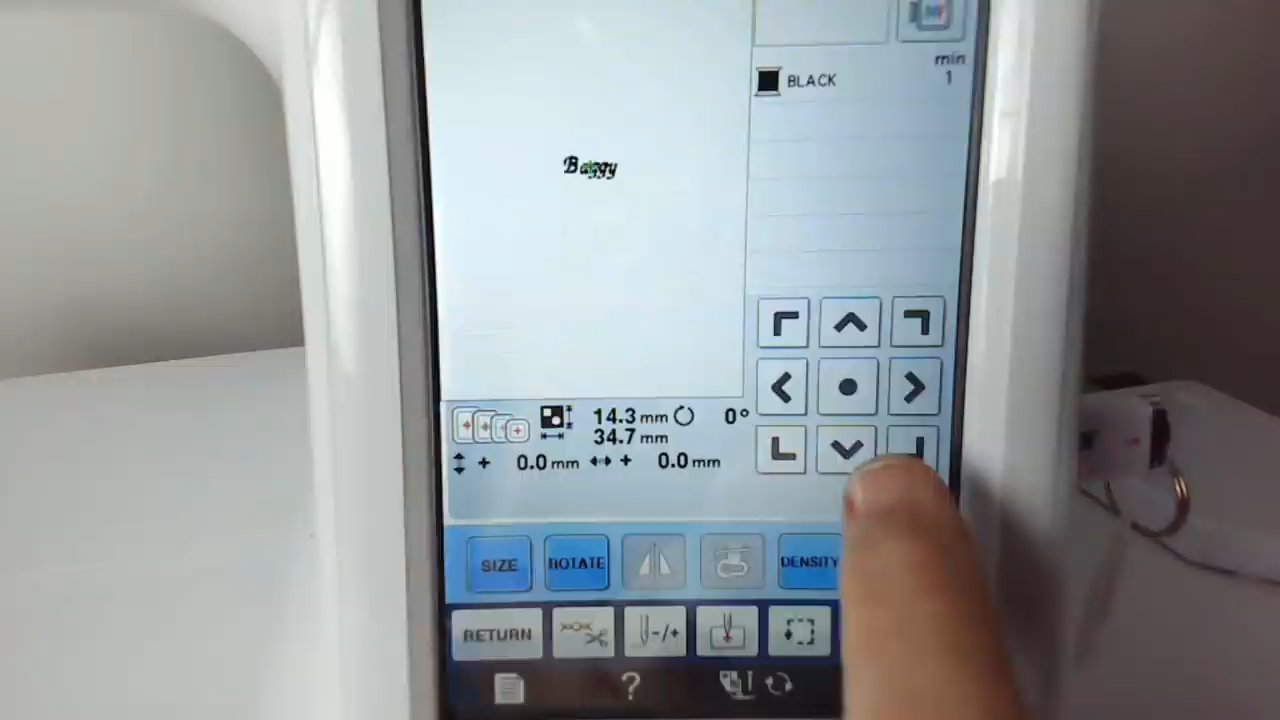 min
BLACK 1
Baggy
14.3 mm 0°
34.7 mm
+ 0.0 mm + 0.0 mm
SIZE ROTATE DENSITY
RETURN -/+
?